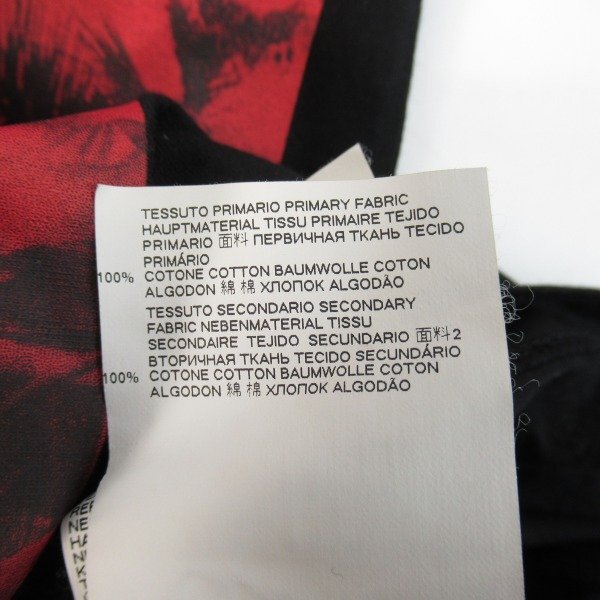 TESSUTO PRIMARIO PRIMARY FABRIC
HAUPTMATERIAL TISSU PRIMAIRE TEJIDO
PRIMARIO 面料 ПЕРВИЧНАЯ ТКАНЬ TECIDO
PRIMÁRIO
100% COTONE COTTON BAUMWOLLE COTON
ALGODON 綿 棉 ХЛОПОК ALGODÃO
TESSUTO SECONDARIO SECONDARY
FABRIC NEBENMATERIAL TISSU
SECONDAIRE TEJIDO SECUNDARIO 面料2
ВТОРИЧНАЯ ТКАНЬ TECIDO SECUNDÁRIO
100% COTONE COTTON BAUMWOLLE COTON
ALGODON 綿 棉 ХЛОПОК ALGODÃO